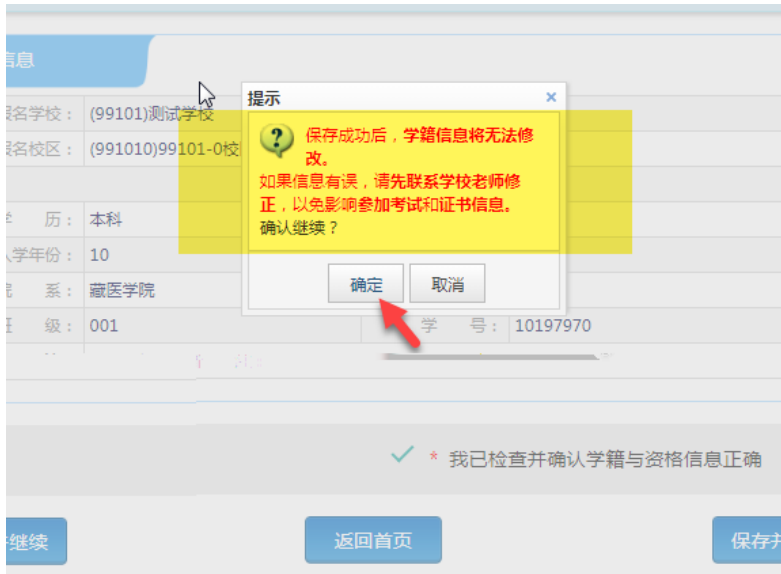 信息
提示
×
报名学校： (99101)测试学校
报名校区： (991010)99101-0校
保存成功后，学籍信息将无法修
改。
如果信息有误，请先联系学校老师修
正，以免影响参加考试和证书信息。
确认继续？
学 历： 本科
入学年份： 10
确定 取消
院 系： 藏医学院
班 级： 001 学 号： 10197970
* 我已检查并确认学籍与资格信息正确
继续 返回首页 保存并